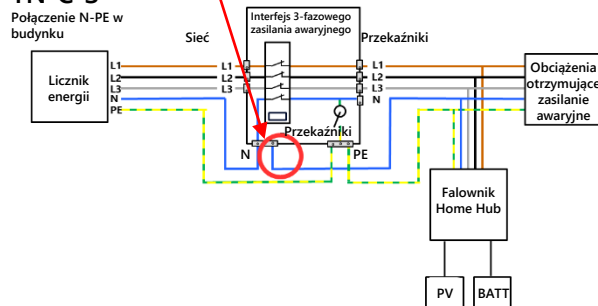 TN-C-S
Połączenie N-PE w
budynku
Sieć
Interfejs 3-fazowego
zasilania awaryjnego
Przekaźniki
Licznik
energii
L1
L2
L3
N
PE
L1
L2
L3
L1
L2
L3
N
Obciążenia
otrzymujące
zasilanie
awaryjne
Przekaźniki
N
PE
Falownik
Home Hub
PV
BATT